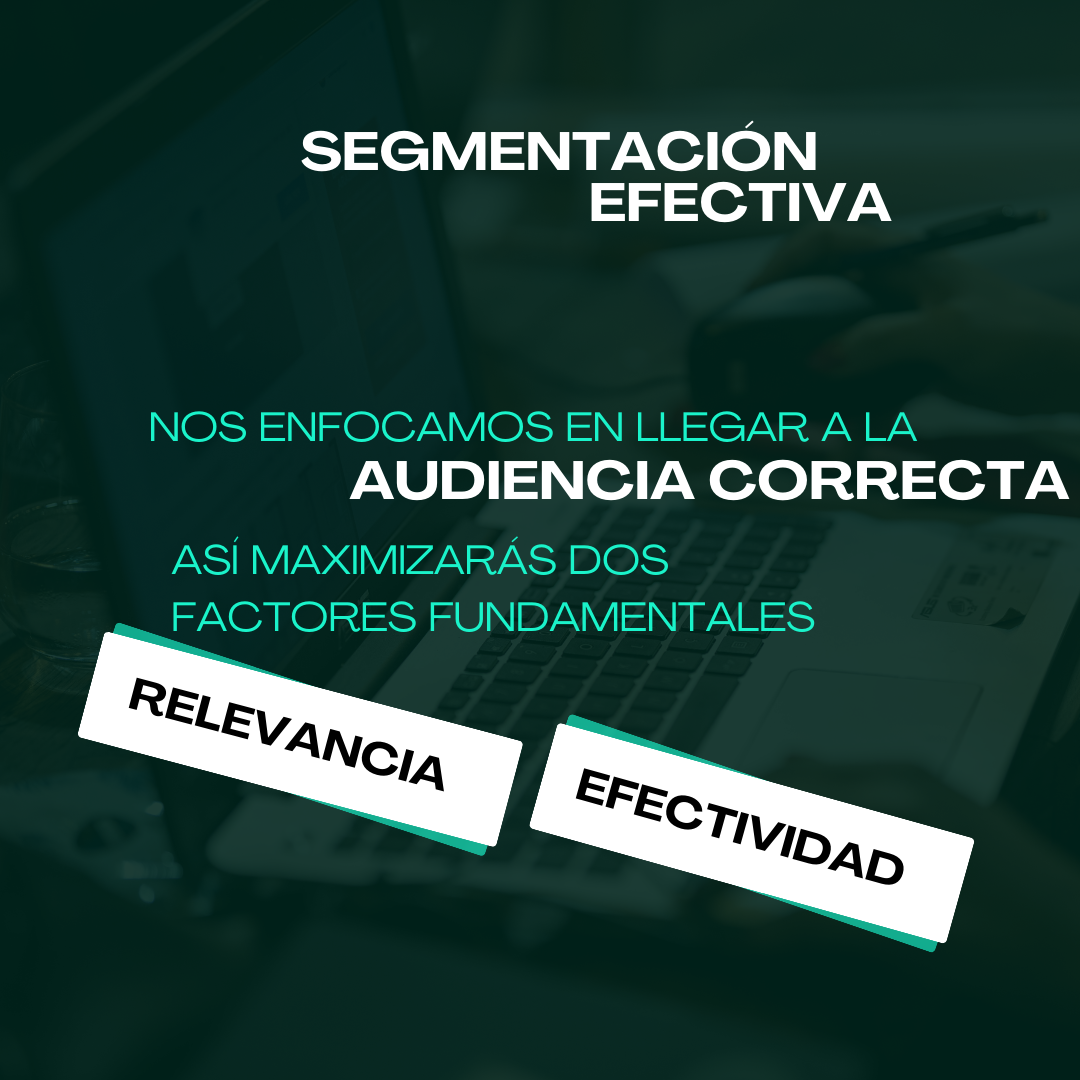 SEGMENTACIÓN
EFECTIVA
NOS ENFOCAMOS EN LLEGAR A LA
AUDIENCIA CORRECTA
ASÍ MAXIMIZARÁS DOS
FACTORES FUNDAMENTALES
RELEVANCIA
EFECTIVIDAD